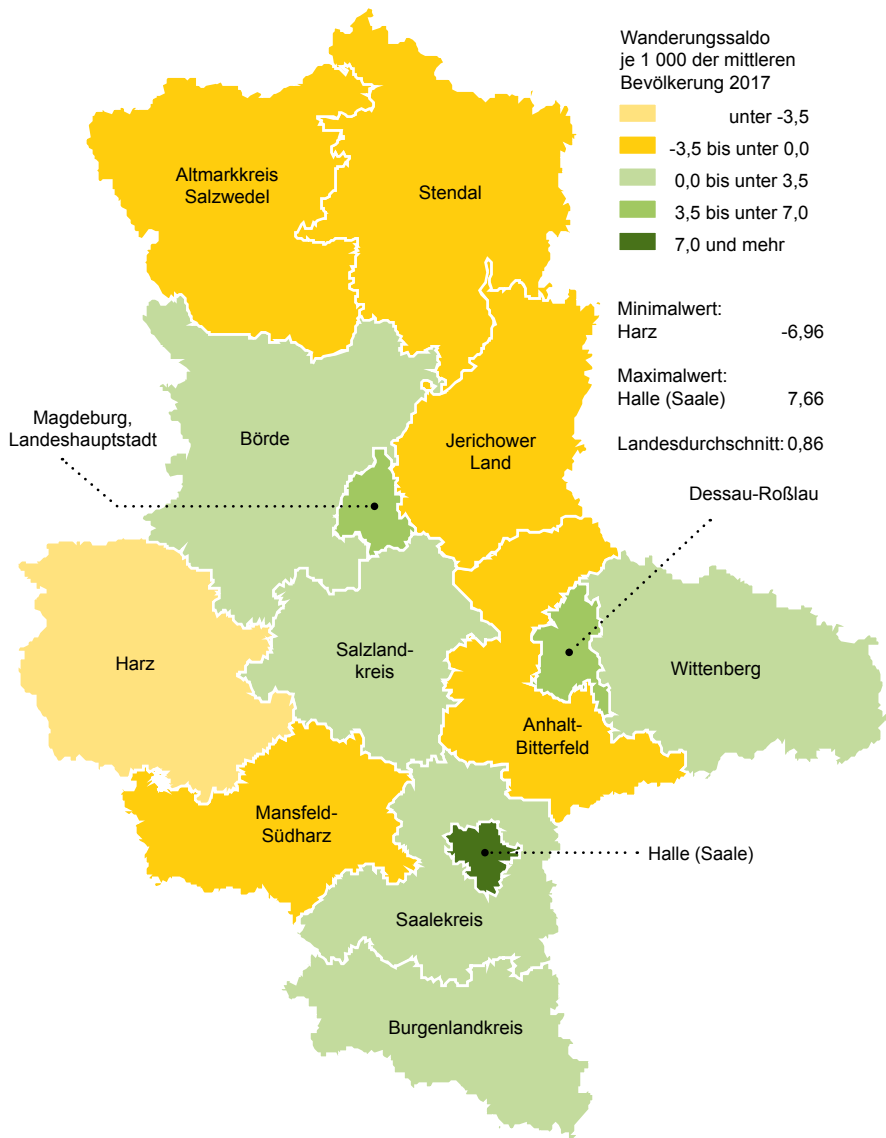 Wanderungssaldo
je 1 000 der mittleren
Bevölkerung 2017
unter -3,5
-3,5 bis unter 0,0
0,0 bis unter 3,5
3,5 bis unter 7,0
7,0 und mehr
Minimalwert:
Harz -6,96
Maximalwert:
Halle (Saale) 7,66
Landesdurchschnitt: 0,86
Altmarkkreis
Salzwedel
Stendal
Magdeburg,
Landeshauptstadt
Börde
Jerichower
Land
Dessau-Roßlau
Harz
Salzland-
kreis
Wittenberg
Anhalt-
Bitterfeld
Mansfeld-
Südharz
Halle (Saale)
Saalekreis
Burgenlandkreis